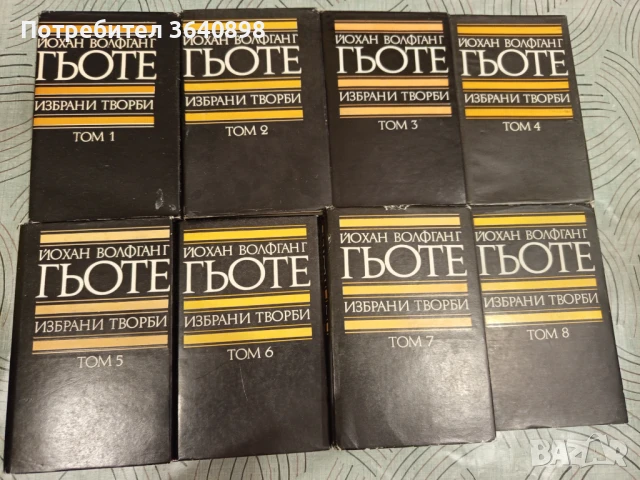 Потребител 3640898
ЙОХАН ВОЛФГАНГ
ГЬОТЕ
ИЗБРАНИ ТВОРБИ
ТОМ 1
ЙОХАН ВОЛФГАНГ
ГЬОТЕ
ИЗБРАНИ ТВОРБИ
ТОМ 2
ЙОХАН ВОЛФГАНГ
ГЬОТЕ
ИЗБРАНИ ТВОРБИ
ТОМ 3
ЙОХАН ВОЛФГАНГ
ГЬОТЕ
ИЗБРАНИ ТВОРБИ
ТОМ 4
ЙОХАН ВОЛФГАНГ
ГЬОТЕ
ИЗБРАНИ ТВОРБИ
ТОМ 5
ЙОХАН ВОЛФГАНГ
ГЬОТЕ
ИЗБРАНИ ТВОРБИ
ТОМ 6
ЙОХАН ВОЛФГАНГ
ГЬОТЕ
ИЗБРАНИ ТВОРБИ
ТОМ 7
ЙОХАН ВОЛФГАНГ
ГЬОТЕ
ИЗБРАНИ ТВОРБИ
ТОМ 8
BAZAR